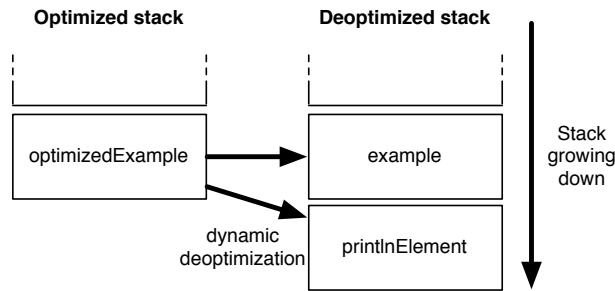 Optimized stack
Deoptimized stack
optimizedExample
example
Stack
growing
down
dynamic
deoptimization
printlnElement